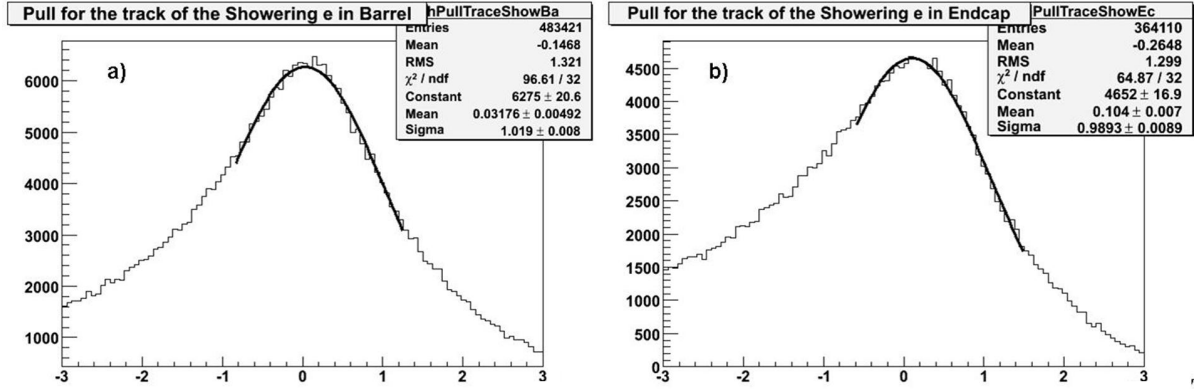 Pull for the track of the Showering e in Barrel
hPullTraceShowBa
Entries 483421
Mean -0.1468
RMS 1.321
χ² / ndf 96.61 / 32
Constant 6275 ± 20.6
Mean 0.03176 ± 0.00492
Sigma 1.019 ± 0.008
a)
6000
5000
4000
3000
2000
1000
-3 -2 -1 0 1 2 3
Pull for the track of the Showering e in Endcap
PullTraceShowEc
Entries 364110
Mean -0.2648
RMS 1.299
χ² / ndf 64.87 / 32
Constant 4652 ± 16.9
Mean 0.104 ± 0.007
Sigma 0.9893 ± 0.0089
b)
4500
4000
3500
3000
2500
2000
1500
1000
500
0
-3 -2 -1 0 1 2 3
,